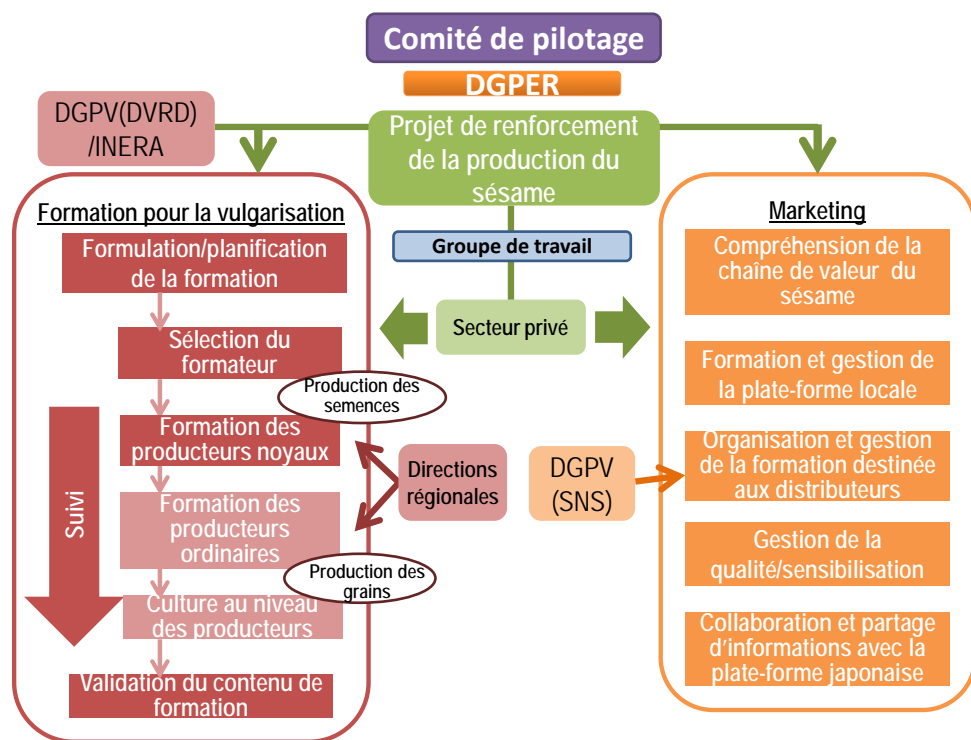 Comité de pilotage
DGPER
DGPV(DVRD)
/INERA
Projet de renforcement
de la production du
sésame
Groupe de travail
Secteur privé
Formation pour la vulgarisation
Formulation/planification
de la formation
Sélection du
formateur
Production des
semences
Formation des
producteurs noyaux
Formation des
producteurs
ordinaires
Production des
grains
Culture au niveau
des producteurs
Validation du contenu de
formation
Suivi
Directions
régionales
DGPV
(SNS)
Marketing
Compréhension de la
chaîne de valeur du
sésame
Formation et gestion de
la plate-forme locale
Organisation et gestion
de la formation destinée
aux distributeurs
Gestion de la
qualité/sensibilisation
Collaboration et partage
d'informations avec la
plate-forme japonaise